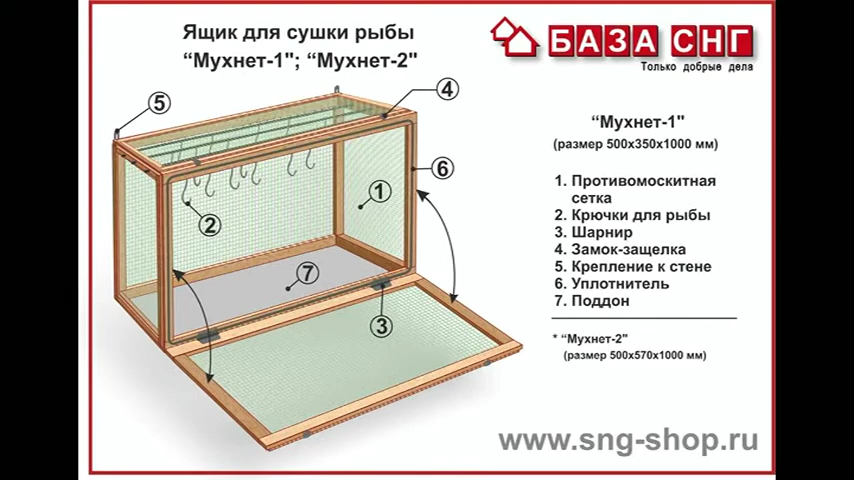 Ящик для сушки рыбы
“Мухнет-1"; “Мухнет-2"
БАЗА СНГ
Только добрые дела
5
4
6
1
2
7
3
“Мухнет-1"
(размер 500х350х1000 мм)
1. Противомоскитная
сетка
2. Крючки для рыбы
3. Шарнир
4. Замок-защелка
5. Крепление к стене
6. Уплотнитель
7. Поддон
* “Мухнет-2"
(размер 500х570х1000 мм)
www.sng-shop.ru